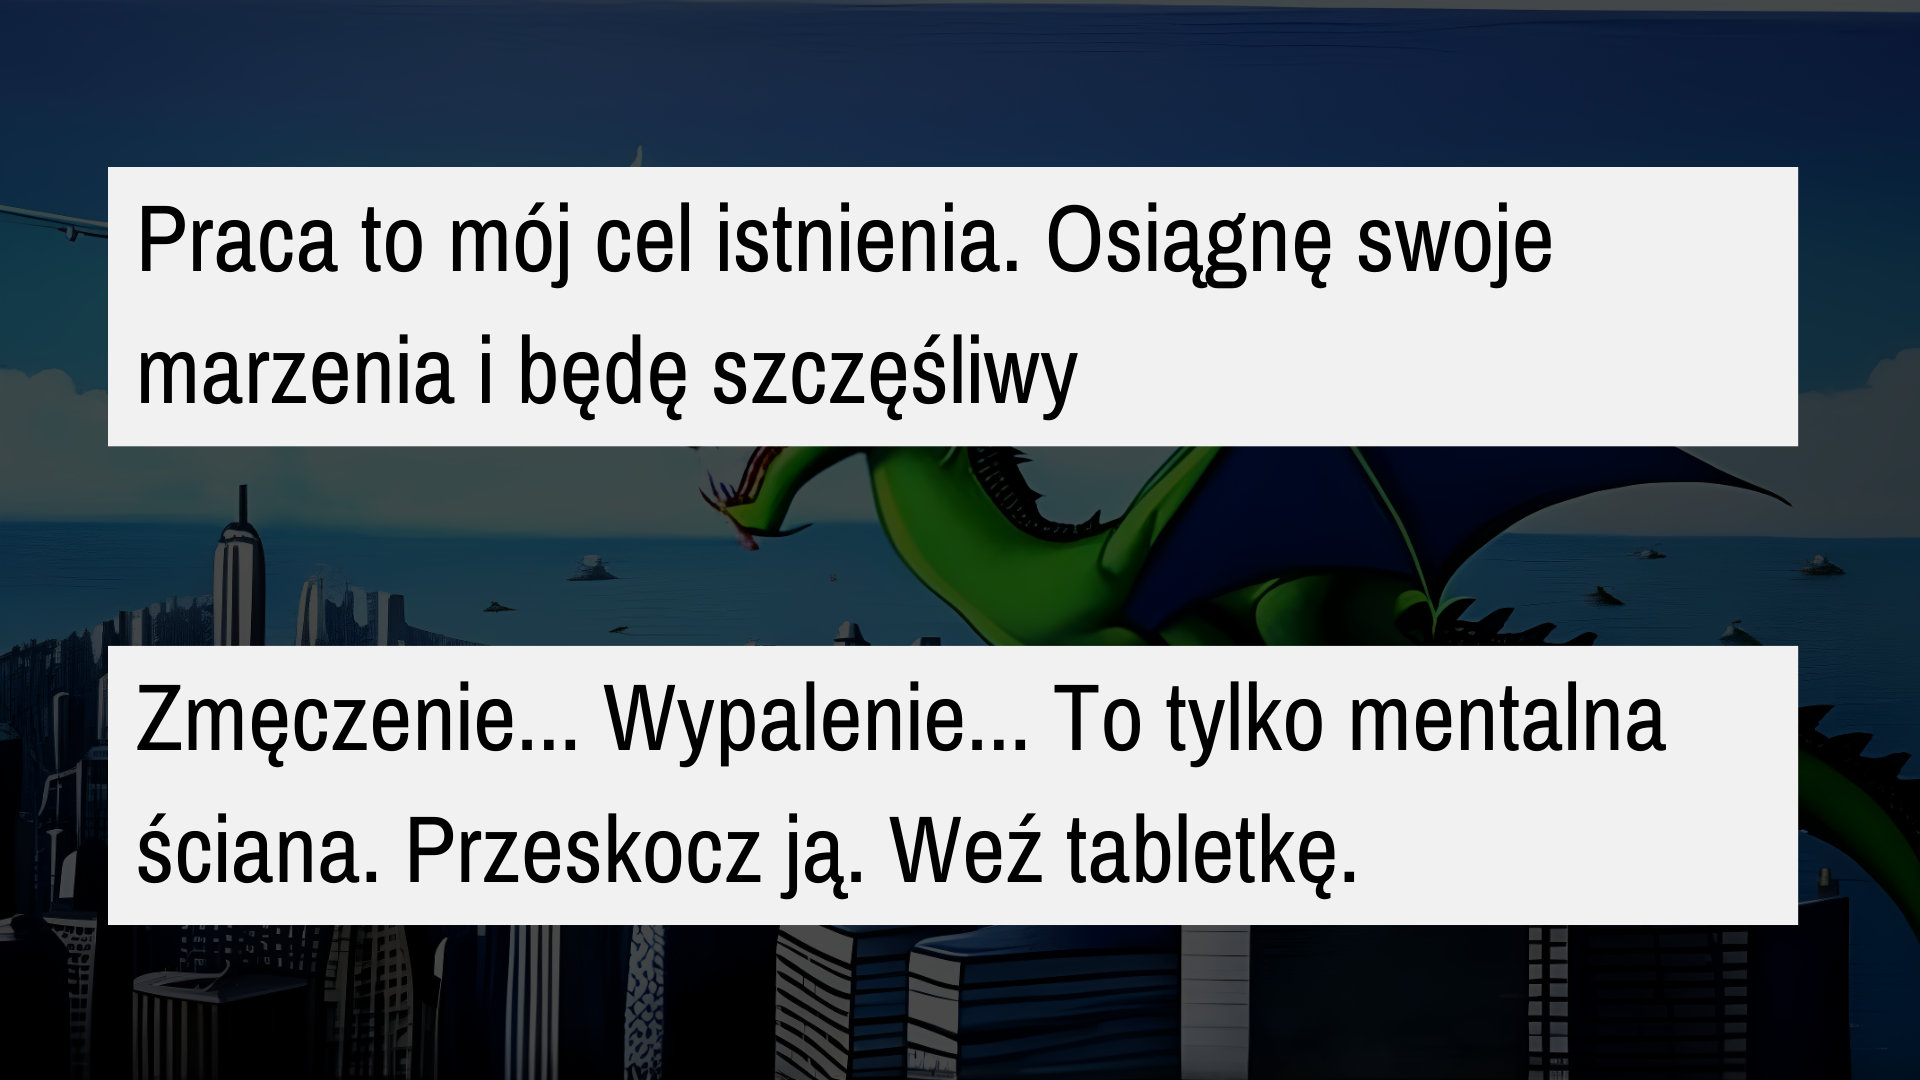 Praca to mój cel istnienia. Osiągnę swoje
marzenia i będę szczęśliwy
Zmęczenie... Wypalenie... To tylko mentalna
ściana. Przeskocz ją. Weź tabletkę.